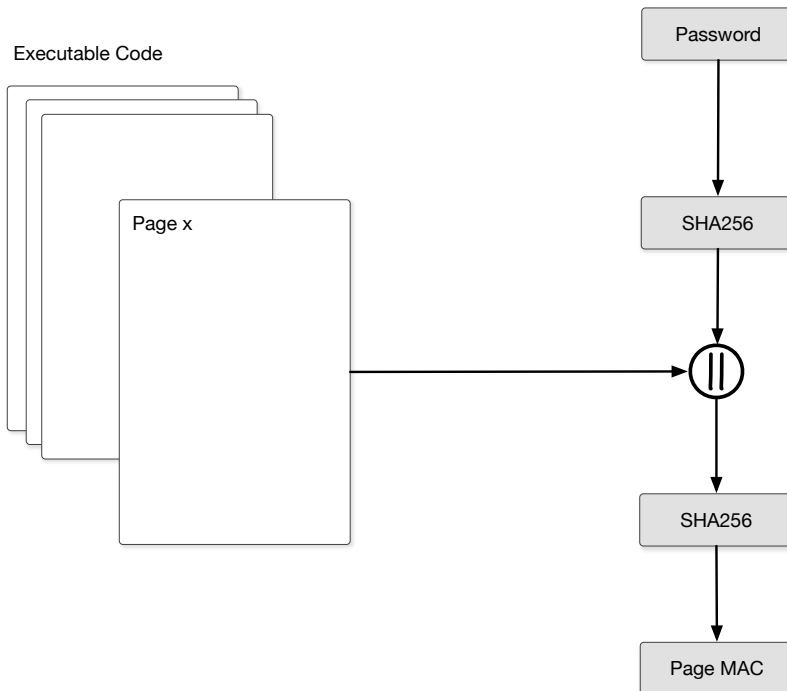 Password
Executable Code
Page x
SHA256
||
SHA256
Page MAC